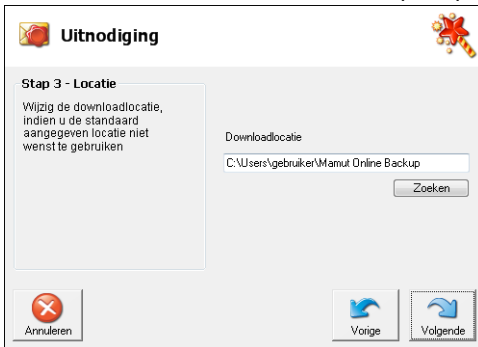 Uitnodiging
Stap 3 - Locatie
Wijzig de downloadlocatie,
indien u de standaard
aangegeven locatie niet
wenst te gebruiken
Downloadlocatie
C:\Users\gebruiker\Mamut Online Backup
Zoeken
Annuleren
Vorige
Volgende